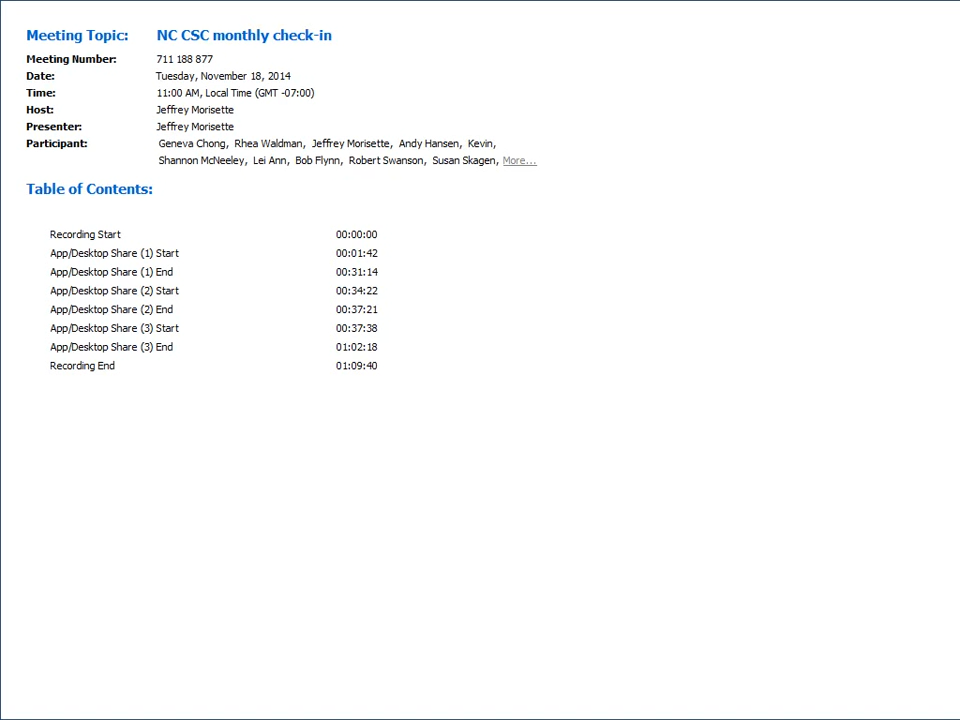 Meeting Topic: NC CSC monthly check-in
Meeting Number: 711 188 877
Date: Tuesday, November 18, 2014
Time: 11:00 AM, Local Time (GMT -07:00)
Host: Jeffrey Morisette
Presenter: Jeffrey Morisette
Participant: Geneva Chong, Rhea Waldman, Jeffrey Morisette, Andy Hansen, Kevin,
Shannon McNeeley, Lei Ann, Bob Flynn, Robert Swanson, Susan Skagen, More...
Table of Contents:
Recording Start 00:00:00
App/Desktop Share (1) Start 00:01:42
App/Desktop Share (1) End 00:31:14
App/Desktop Share (2) Start 00:34:22
App/Desktop Share (2) End 00:37:21
App/Desktop Share (3) Start 00:37:38
App/Desktop Share (3) End 01:02:18
Recording End 01:09:40